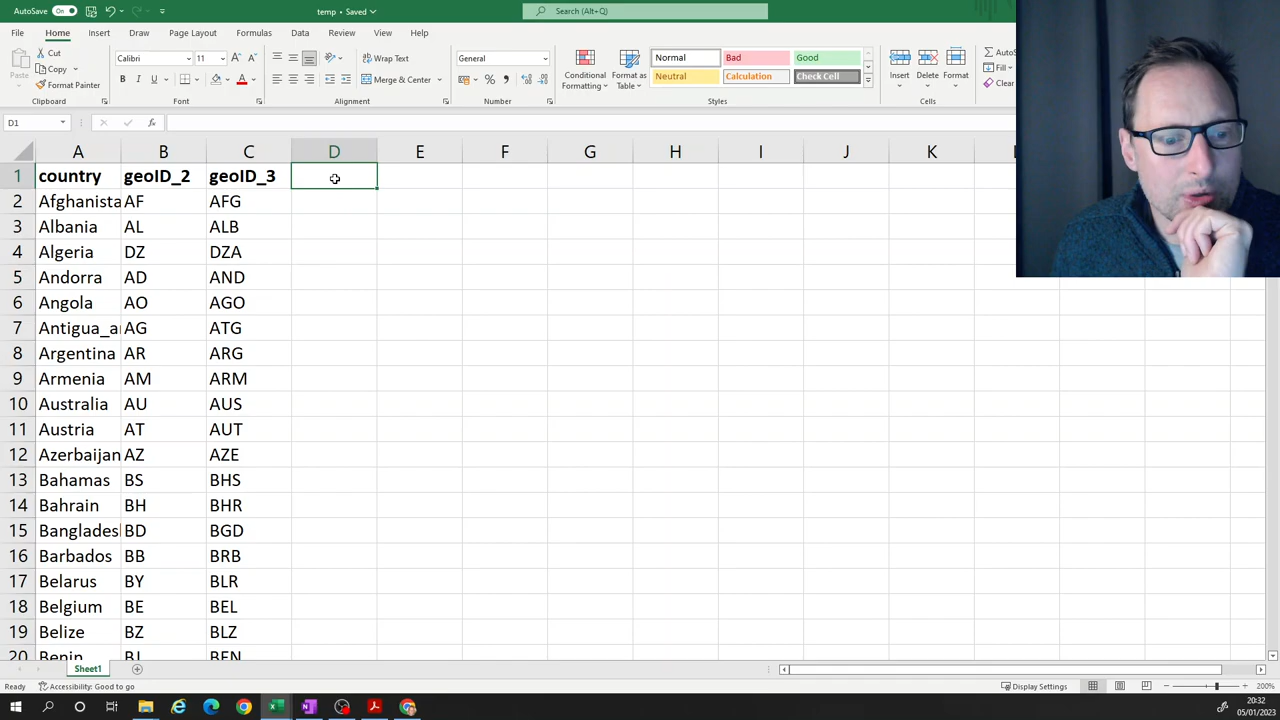 AutoSave On temp • Saved Search (Alt+Q)
File Home Insert Draw Page Layout Formulas Data Review View Help
Paste Cut Copy Format Painter Clipboard
Calibri 11 B I U A Font
Wrap Text Merge & Center Alignment
General % Number
Conditional Formatting Format as Table
Normal Bad Good
Neutral Calculation Check Cell
Styles
Insert Delete Format Cells
AutoS
Fill
Clear
D1 fx
A B C D E F G H I J K
1 country geoID_2 geoID_3
2 Afghanista AF AFG
3 Albania AL ALB
4 Algeria DZ DZA
5 Andorra AD AND
6 Angola AO AGO
7 Antigua_a AG ATG
8 Argentina AR ARG
9 Armenia AM ARM
10 Australia AU AUS
11 Austria AT AUT
12 Azerbaijan AZ AZE
13 Bahamas BS BHS
14 Bahrain BH BHR
15 Banglades BD BGD
16 Barbados BB BRB
17 Belarus BY BLR
18 Belgium BE BEL
19 Belize BZ BLZ
20 Benin BJ BEN
Sheet1
Ready Accessibility: Good to go Display Settings 200%
20:32
05/01/2023